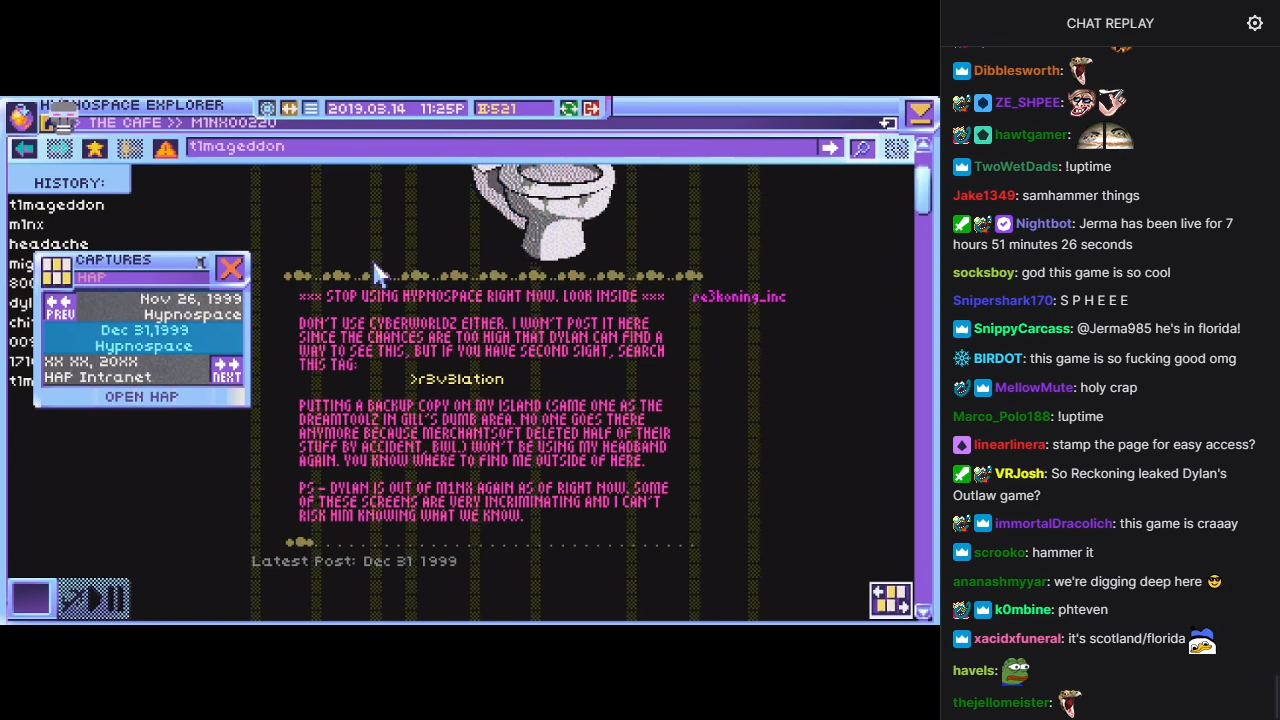 HYPNOSPACE EXPLORER
2019.03.14 11:25P
521
THE CAFE >> M1NX0022U
t1mageddon
HISTORY:
t1mageddon
m1nx
headache
mig
800
dyl
chi
009
171
t1m
CAPTURES
HAP
PREV
Nov 26, 1999
Hypnospace
Dec 31,1999
Hypnospace
XX XX, 20XX
HAP Intranet
NEXT
OPEN HAP
*** STOP USING HYPNOSPACE RIGHT NOW. LOOK INSIDE ***
re3koning_inc
DON'T USE CYBERWORLDZ EITHER. I WON'T POST IT HERE
SINCE THE CHANCES ARE TOO HIGH THAT DYLAN CAN FIND A
WAY TO SEE THIS, BUT IF YOU HAVE SECOND SIGHT, SEARCH
THIS TAG:
>r3v3lation
PUTTING A BACKUP COPY ON MY ISLAND (SAME ONE AS THE
DREAMTOOLZ IN GILL'S DUMB AREA. NO ONE GOES THERE
ANYMORE BECAUSE MERCHANTSOFT DELETED HALF OF THEIR
STUFF BY ACCIDENT, BWL.) WON'T BE USING MY HEADBAND
AGAIN. YOU KNOW WHERE TO FIND ME OUTSIDE OF HERE.
PS - DYLAN IS OUT OF M1NX AGAIN AS OF RIGHT NOW. SOME
OF THESE SCREENS ARE VERY INCRIMINATING AND I CAN'T
RISK HIM KNOWING WHAT WE KNOW.
Latest Post: Dec 31 1999
CHAT REPLAY
Dibblesworth:
ZE_SHPEE:
hawtgamer:
TwoWetDads: !uptime
Jake1349: samhammer things
Nightbot: Jerma has been live for 7
hours 51 minutes 26 seconds
socksboy: god this game is so cool
Snipershark170: S P H E E E
SnippyCarcass: @Jerma985 he's in florida!
BIRDOT: this game is so fucking good omg
MellowMute: holy crap
Marco_Polo188: !uptime
linearlinera: stamp the page for easy access?
VRJosh: So Reckoning leaked Dylan's
Outlaw game?
immortalDracolich: this game is craaay
scrooko: hammer it
ananashmyyar: we're digging deep here
k0mbine: phteven
xacidxfuneral: it's scotland/florida
havels:
thejellomeister: